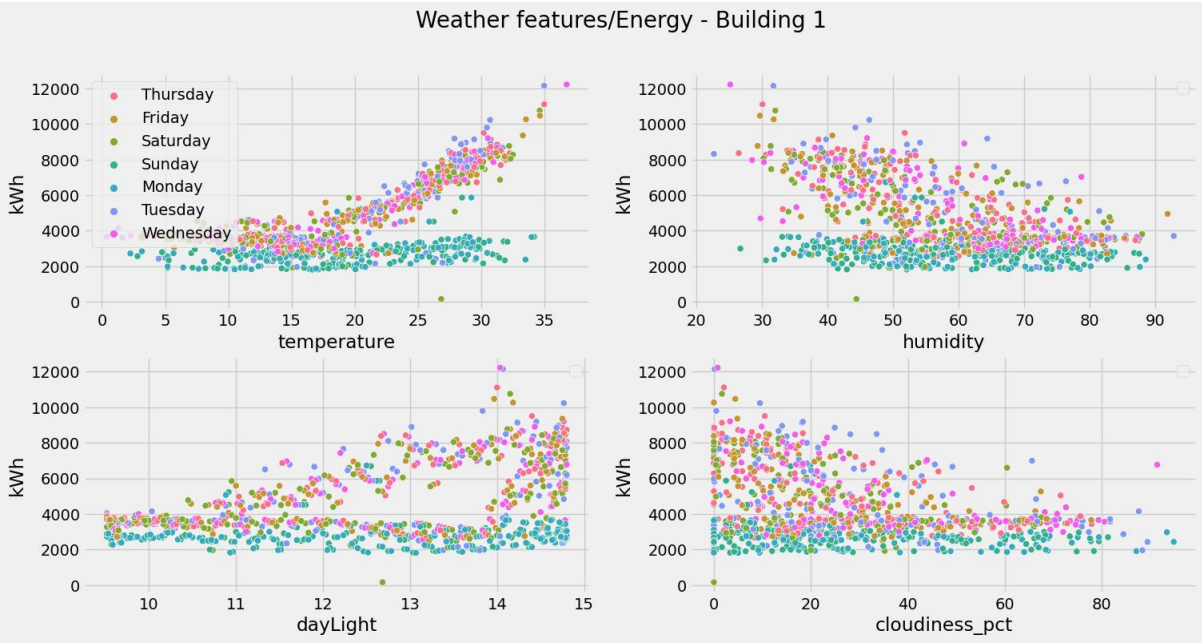 Weather features/Energy - Building 1
12000
10000
8000
6000
4000
2000
0
kWh
Thursday
Friday
Saturday
Sunday
Monday
Tuesday
Wednesday
0 5 10 15 20 25 30 35
temperature
12000
10000
8000
6000
4000
2000
0
kWh
20 30 40 50 60 70 80 90
humidity
12000
10000
8000
6000
4000
2000
0
kWh
10 11 12 13 14 15
dayLight
12000
10000
8000
6000
4000
2000
0
kWh
0 20 40 60 80
cloudiness_pct